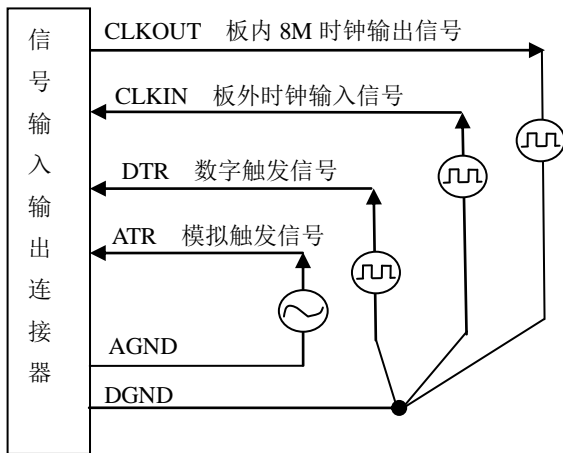 信号输入输出连接器
CLKOUT 板内 8M 时钟输出信号
CLKIN 板外时钟输入信号
DTR 数字触发信号
ATR 模拟触发信号
AGND
DGND